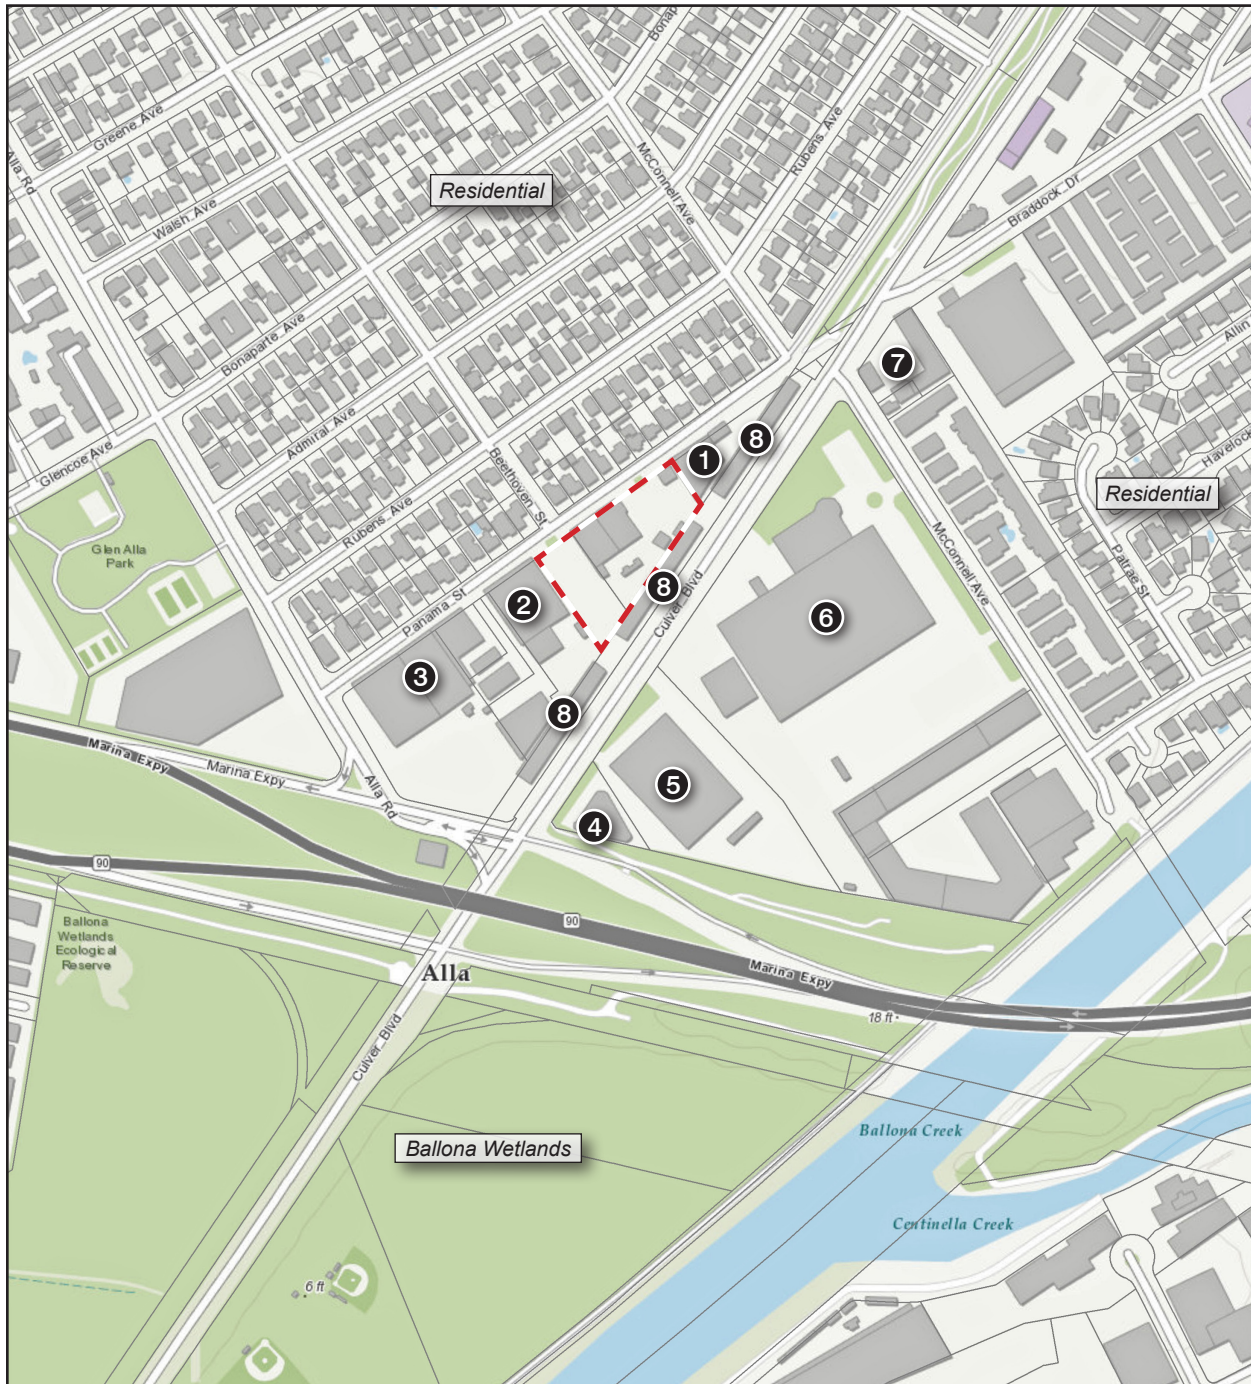 Bonap
Greene Ave
Alla Rd
Residential
McConnell Ave
Rubens Ave
Braddock Dr
Walsh Ave
Bonaparte Ave
Allin
7
Admiral Ave
Glencoe Ave
Beethoven St
1
8
Havelock
Residential
Rubens Ave
Glen Alla
Park
McConnell Ave
Patrae St
Panama St
2
8
Culver Blvd
6
3
8
Marina Expy
Marina Expy
Alla Rd
5
4
90
90
Ballona
Wetlands
Ecological
Reserve
Alla
Marina Expy
18 ft
Culver Blvd
Ballona Creek
Ballona Wetlands
Centinella Creek
6 ft